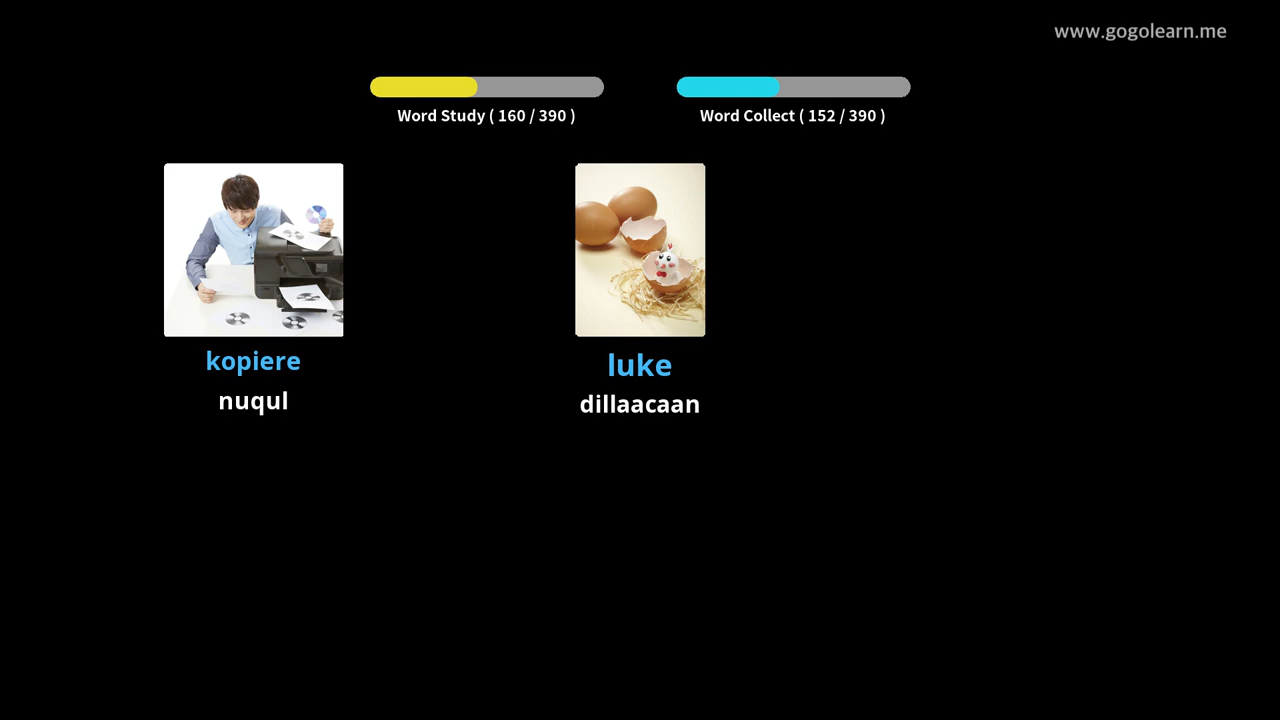 www.gogolearn.me
Word Study ( 160 / 390 )
Word Collect ( 152 / 390 )
kopiere
nuqul
luke
dillaacaan